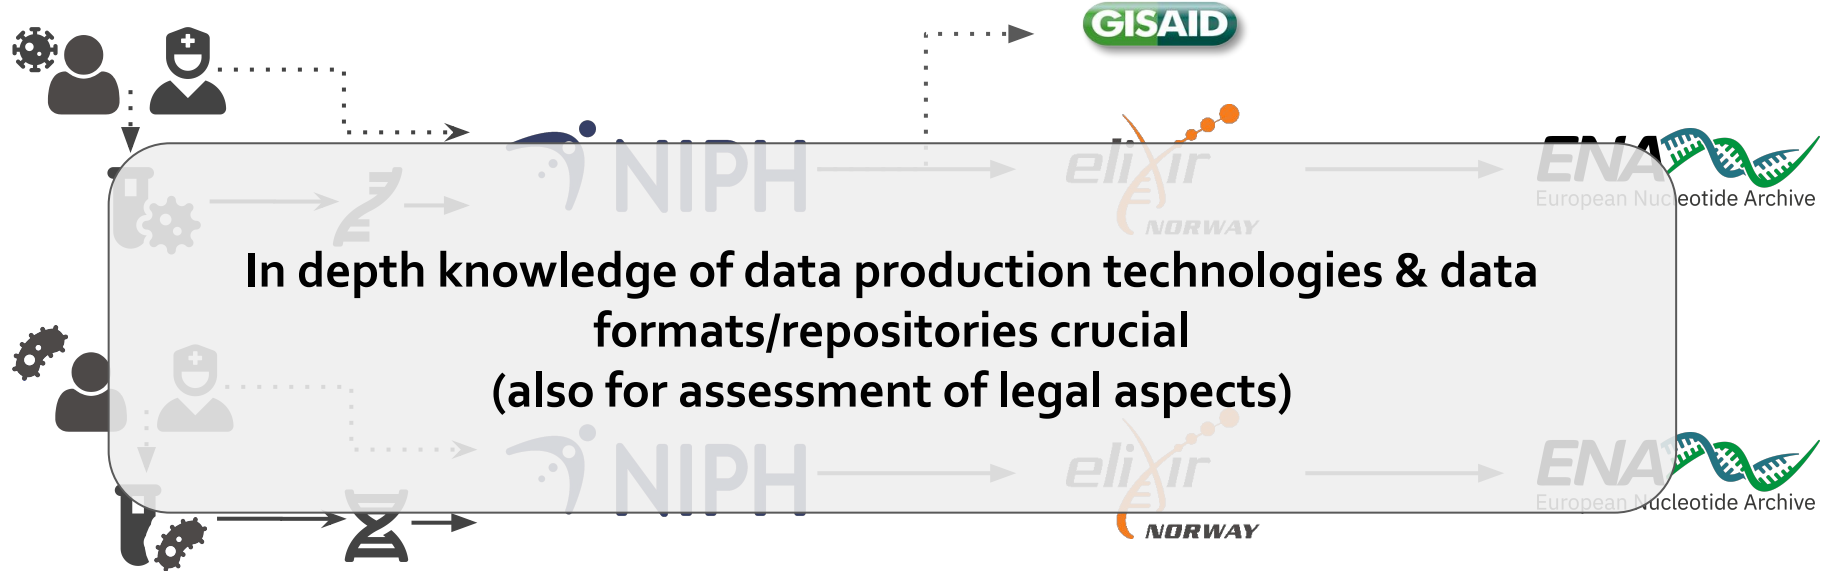 GISAID
NIPH
elixir
NORWAY
ENA
European Nucleotide Archive
In depth knowledge of data production technologies & data
formats/repositories crucial
(also for assessment of legal aspects)
NIPH
elixir
NORWAY
ENA
European Nucleotide Archive